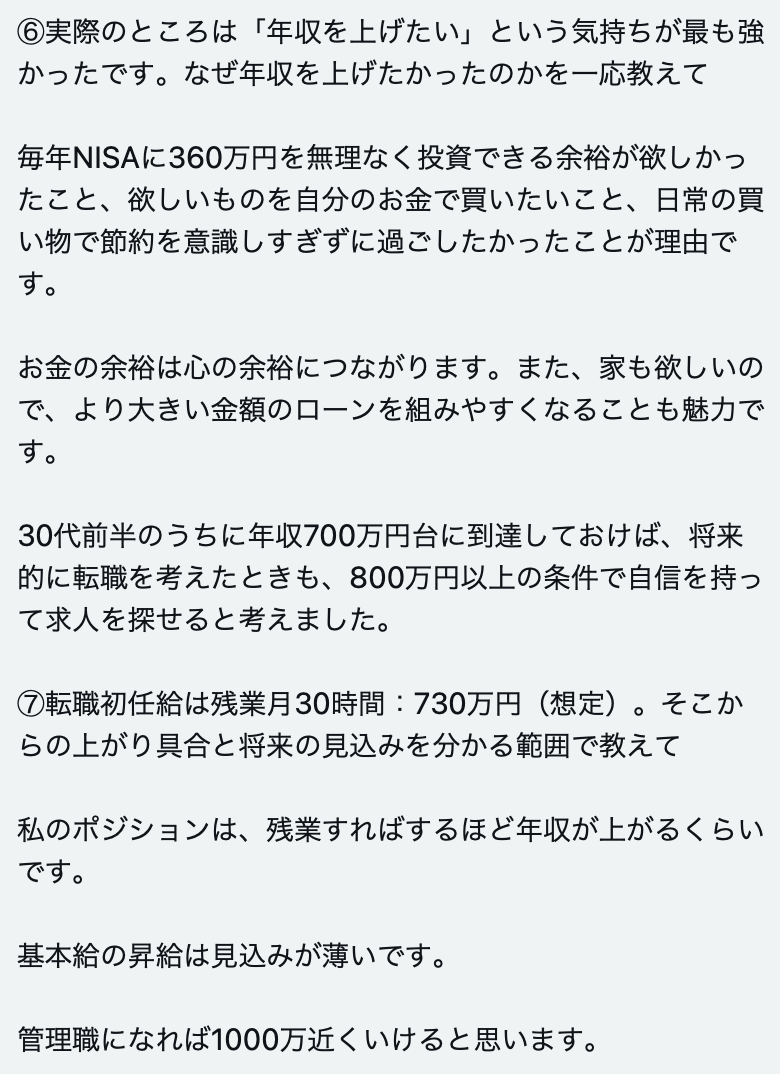 ⑥実際のところは「年収を上げたい」という気持ちが最も強
かったです。なぜ年収を上げたかったのかを一応教えて
毎年NISAに360万円を無理なく投資できる余裕が欲しかっ
たこと、欲しいものを自分のお金で買いたいこと、日常の買
い物で節約を意識しすぎずに過ごしたかったことが理由で
す。
お金の余裕は心の余裕につながります。また、家も欲しいの
で、より大きい金額のローンを組みやすくなることも魅力で
す。
30代前半のうちに年収700万円台に到達しておけば、将来
的に転職を考えたときも、800万円以上の条件で自信を持っ
て求人を探せると考えました。
⑦転職初任給は残業月30時間：730万円（想定）。そこか
らの上がり具合と将来の見込みを分かる範囲で教えて
私のポジションは、残業すればするほど年収が上がるくらい
です。
基本給の昇給は見込みが薄いです。
管理職になれば1000万近くいけると思います。